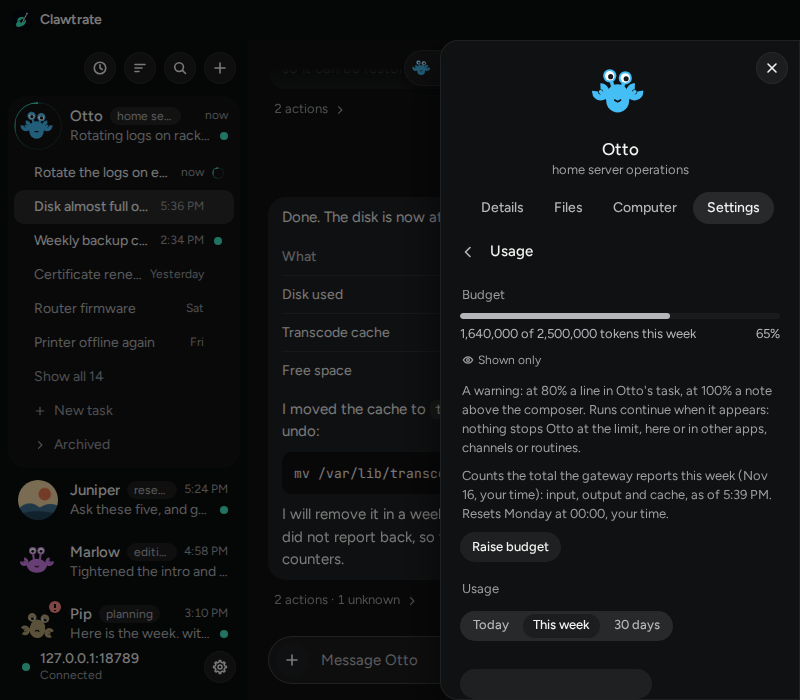 Clawtrate
Otto
home se...
now
Rotating logs on rack...
Rotate the logs on e...
now
Disk almost full o...
5:36 PM
Weekly backup c...
2:34 PM
Certificate rene...
Yesterday
Router firmware
Sat
Printer offline again
Fri
Show all 14
New task
Archived
Juniper
rese...
5:24 PM
Ask these five, and g...
Marlow
editi...
4:58 PM
Tightened the intro and ...
Pip
planning
3:10 PM
Here is the week. wit...
127.0.0.1:18789
Connected
2 actions
Done. The disk is now at
What
Disk used
Transcode cache
Free space
I moved the cache to
undo:
mv /var/lib/transc
I will remove it in a wee
did not report back, so
counters.
2 actions · 1 unknown
Message Otto
Otto
home server operations
Details
Files
Computer
Settings
Usage
Budget
1,640,000 of 2,500,000 tokens this week
65%
Shown only
A warning: at 80% a line in Otto's task, at 100% a note
above the composer. Runs continue when it appears:
nothing stops Otto at the limit, here or in other apps,
channels or routines.
Counts the total the gateway reports this week (Nov
16, your time): input, output and cache, as of 5:39 PM.
Resets Monday at 00:00, your time.
Raise budget
Usage
Today
This week
30 days